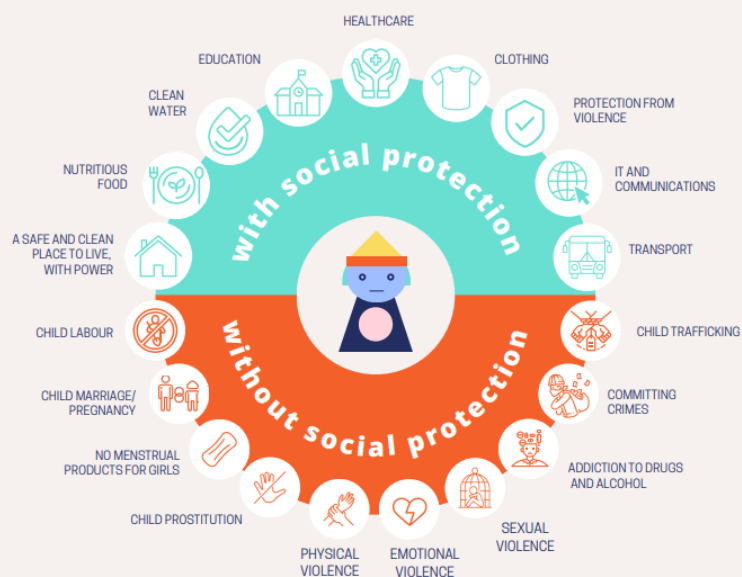 HEALTHCARE
EDUCATION
CLOTHING
CLEAN
WATER
PROTECTION FROM
VIOLENCE
NUTRITIOUS
FOOD
IT AND
COMMUNICATIONS
A SAFE AND CLEAN
PLACE TO LIVE,
WITH POWER
TRANSPORT
with social protection
without social protection
CHILD LABOUR
CHILD TRAFFICKING
CHILD MARRIAGE/
PREGNANCY
COMMITTING
CRIMES
NO MENSTRUAL
PRODUCTS FOR GIRLS
ADDICTION TO DRUGS
AND ALCOHOL
CHILD PROSTITUTION
SEXUAL
VIOLENCE
PHYSICAL
VIOLENCE
EMOTIONAL
VIOLENCE